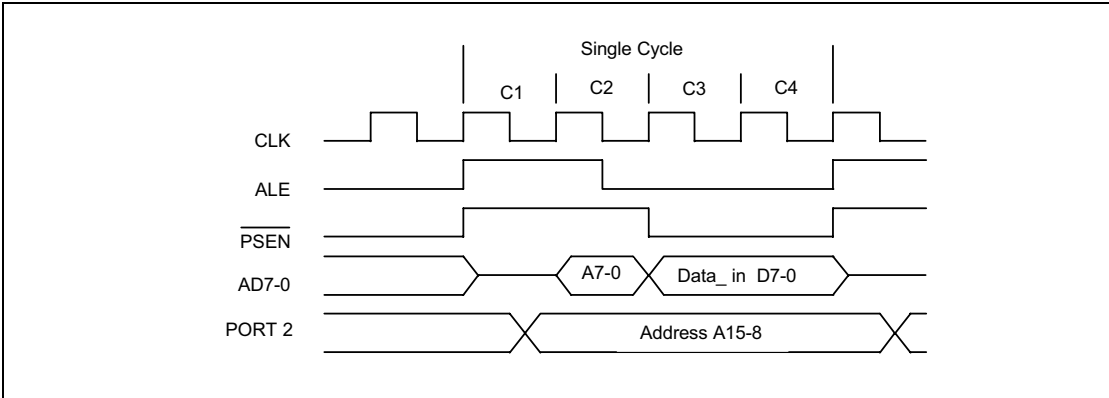 Single Cycle
C1 C2 C3 C4
CLK
ALE
PSEN
AD7-0 A7-0 Data_ in D7-0
PORT 2 Address A15-8